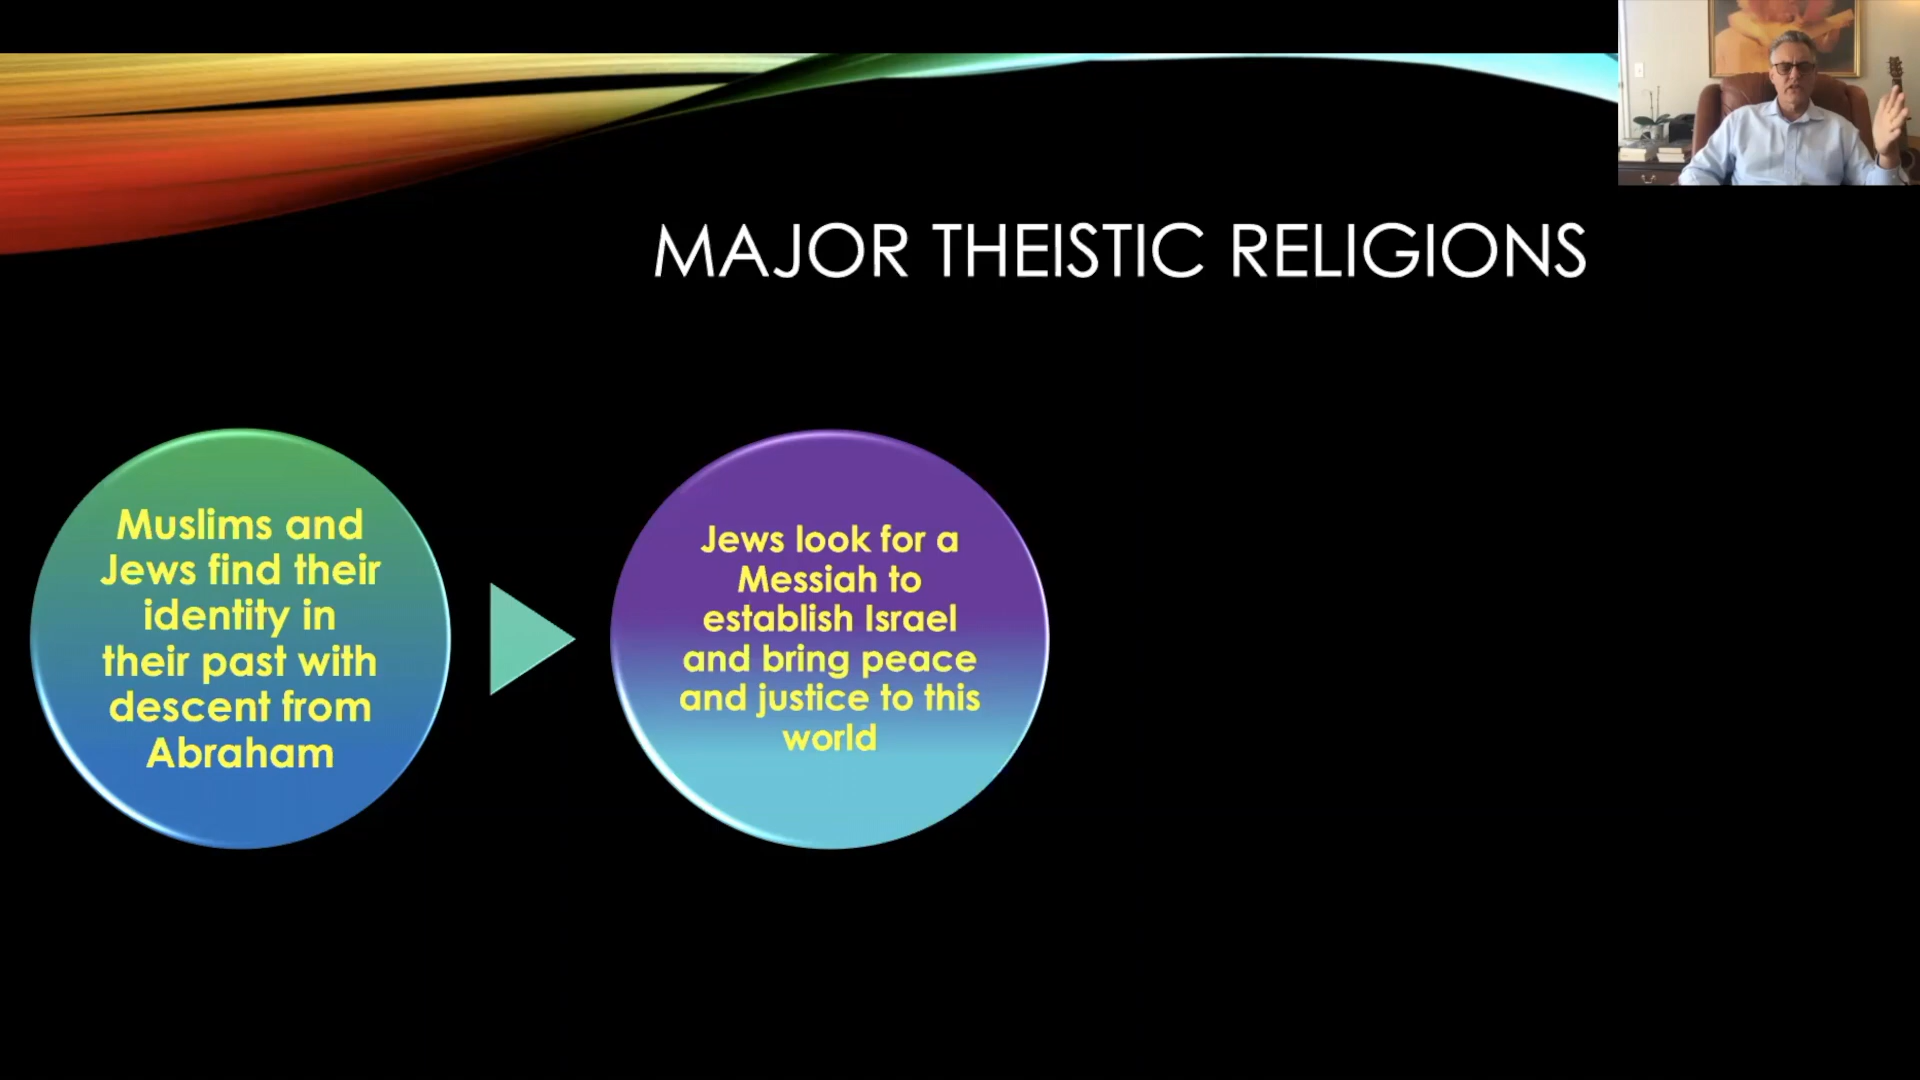 MAJOR THEISTIC RELIGIONS
Muslims and
Jews find their
identity in
their past with
descent from
Abraham
Jews look for a
Messiah to
establish Israel
and bring peace
and justice to this
world